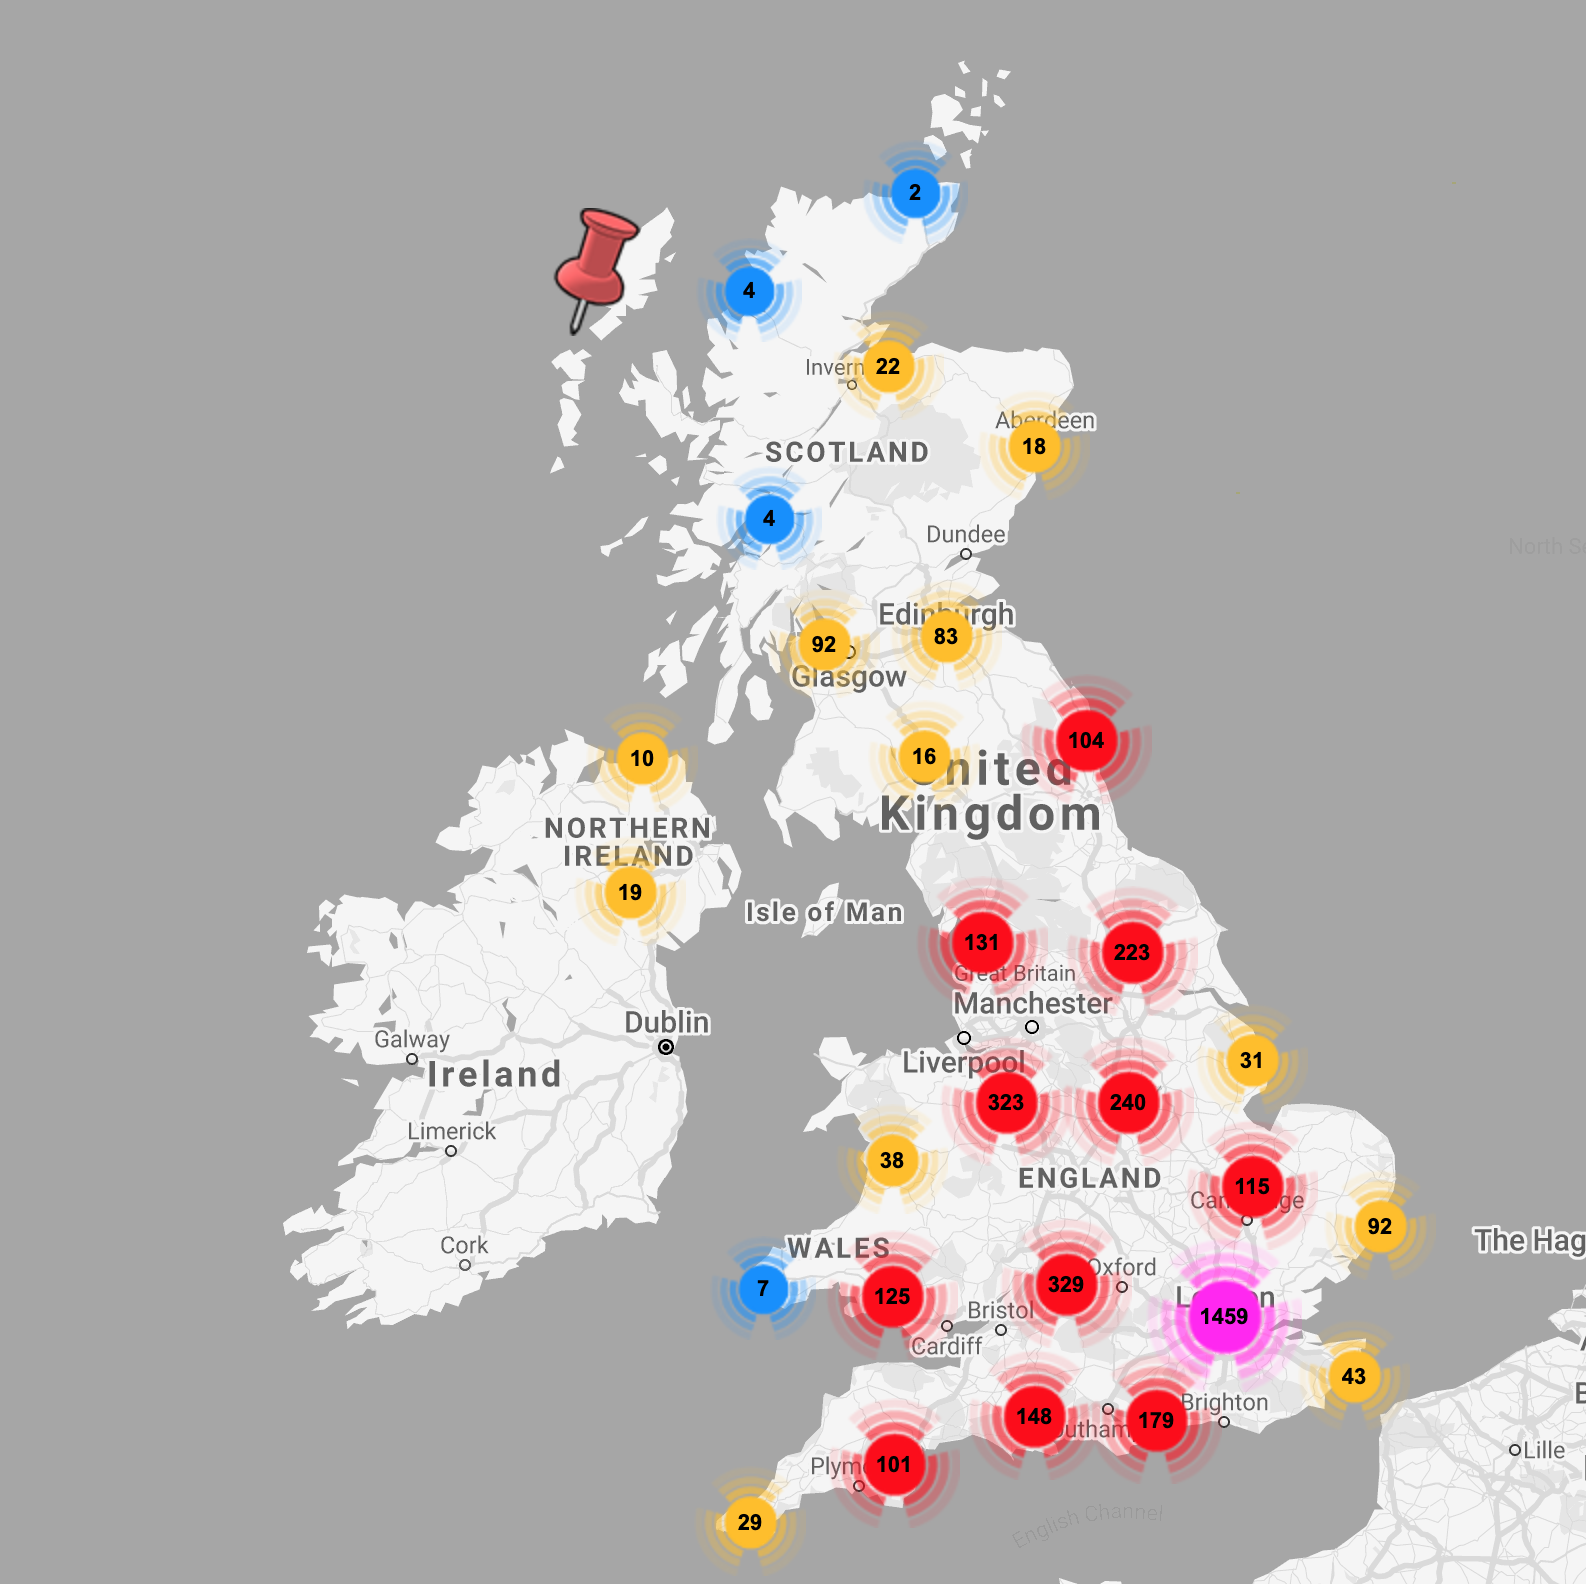 2
4
Invern
22
Aberdeen
18
SCOTLAND
4
Dundee
North S
Edinburgh
83
92
Glasgow
104
16
United
Kingdom
10
NORTHERN
IRELAND
19
Isle of Man
131
223
Great Britain
Manchester
Dublin
Galway
Ireland
Liverpool
31
323
240
Limerick
38
ENGLAND
115
Cambridge
92
The Hag
Cork
WALES
7
125
329
Oxford
London
1459
Bristol
Cardiff
43
148
179
Brighton
outham
Plym
101
Lille
29
English Channel